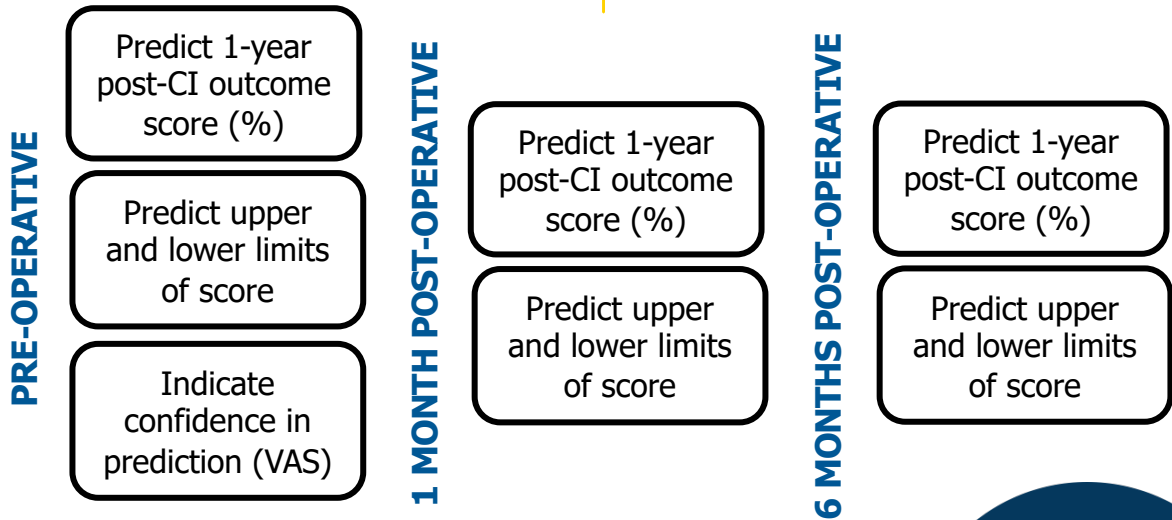 PRE-OPERATIVE
Predict 1-year
post-CI outcome
score (%)
Predict upper
and lower limits
of score
Indicate
confidence in
prediction (VAS)
1 MONTH POST-OPERATIVE
Predict 1-year
post-CI outcome
score (%)
Predict upper
and lower limits
of score
6 MONTHS POST-OPERATIVE
Predict 1-year
post-CI outcome
score (%)
Predict upper
and lower limits
of score